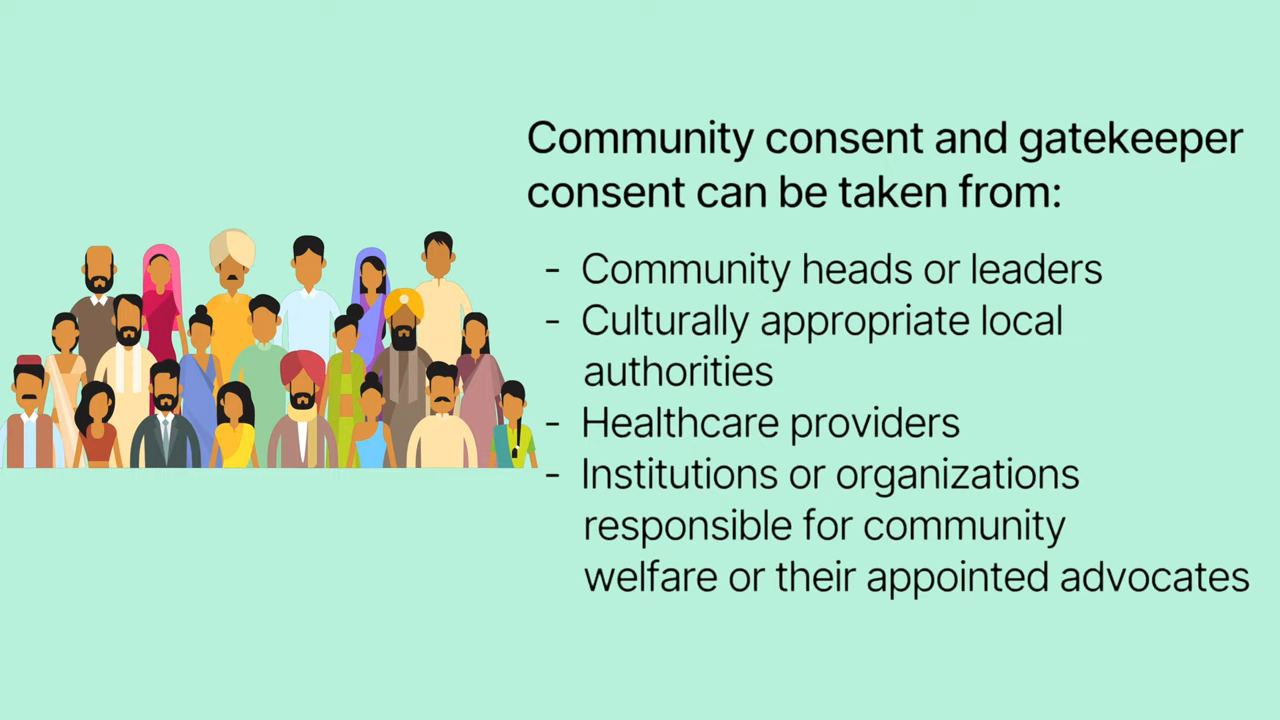 Community consent and gatekeeper
consent can be taken from:
- Community heads or leaders
- Culturally appropriate local
authorities
- Healthcare providers
- Institutions or organizations
responsible for community
welfare or their appointed advocates